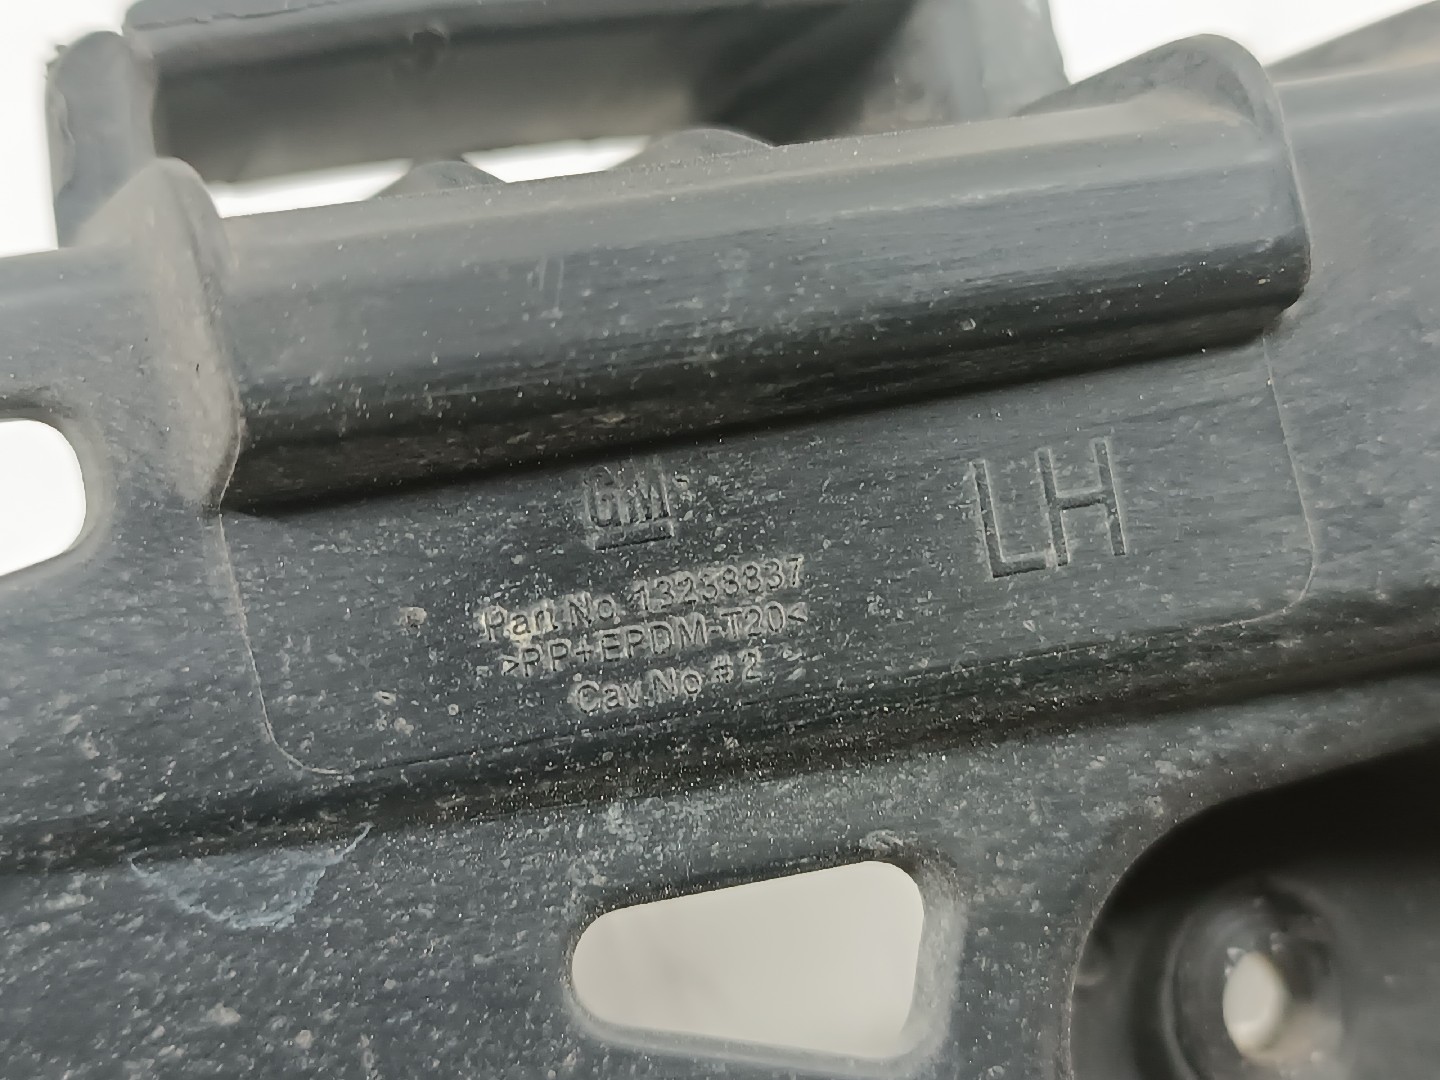 GM
LH
Part No. 13238837
>PP+EPDM-T20<
Cav.No #2